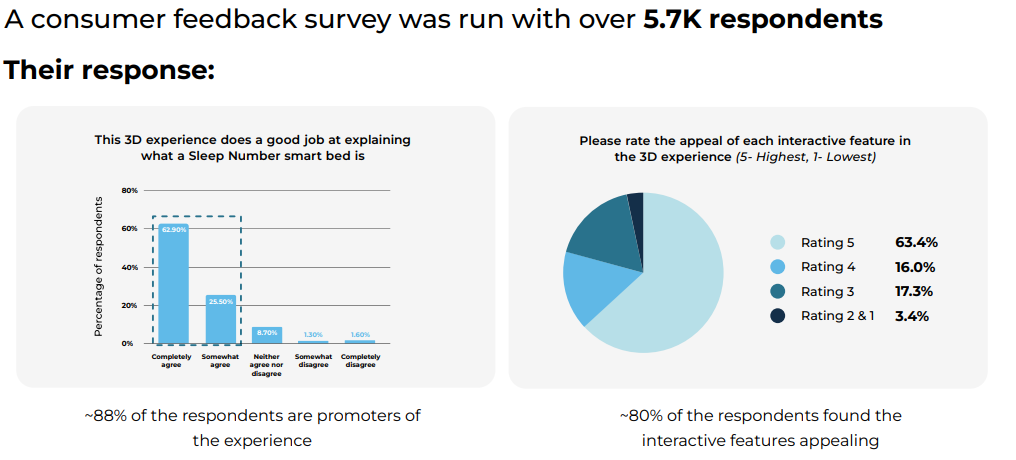 A consumer feedback survey was run with over 5.7K respondents
Their response:
This 3D experience does a good job at explaining
what a Sleep Number smart bed is
Percentage of respondents
80%
60%
40%
20%
0%
62.90%
25.50%
8.70%
1.30%
1.60%
Completely
agree
Somewhat
agree
Neither
agree nor
disagree
Somewhat
disagree
Completely
disagree
~88% of the respondents are promoters of
the experience
Please rate the appeal of each interactive feature in
the 3D experience (5- Highest, 1- Lowest)
Rating 5 63.4%
Rating 4 16.0%
Rating 3 17.3%
Rating 2 & 1 3.4%
~80% of the respondents found the
interactive features appealing